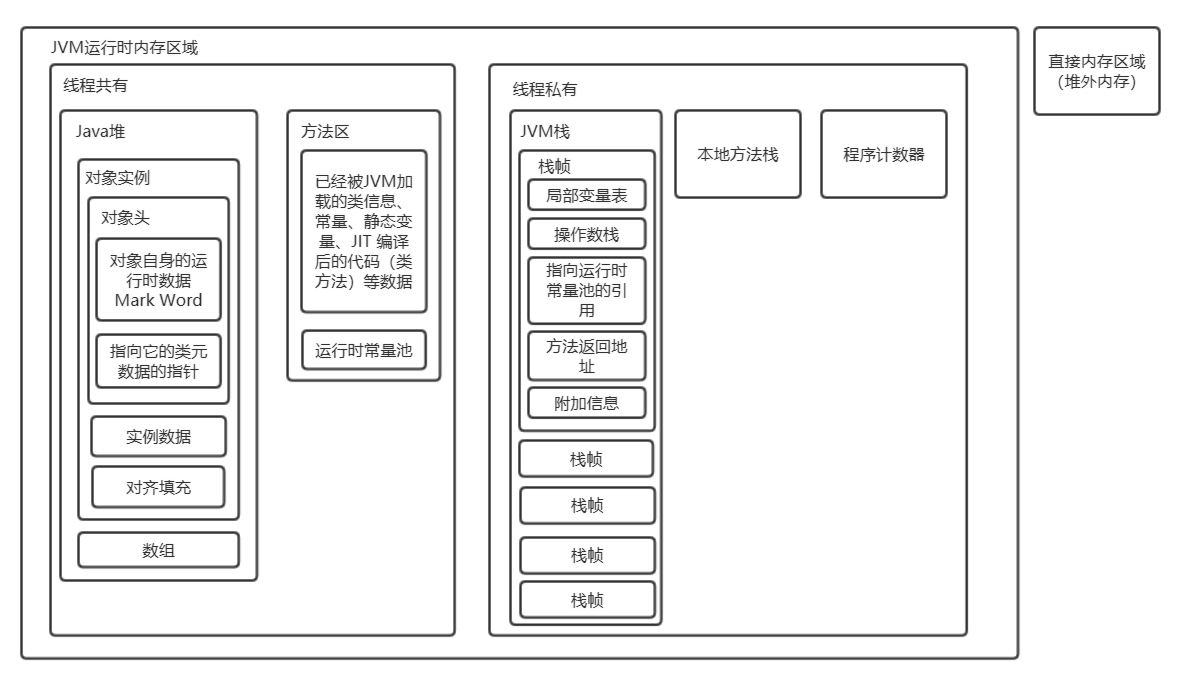 JVM运行时内存区域
线程共有
Java堆
对象实例
对象头
对象自身的运
行时数据
Mark Word
指向它的类元
数据的指针
实例数据
对齐填充
数组
方法区
已经被JVM加
载的类信息、
常量、静态变
量、JIT 编译
后的代码（类
方法）等数据
运行时常量池
线程私有
JVM栈
栈帧
局部变量表
操作数栈
指向运行时
常量池的引
用
方法返回地
址
附加信息
栈帧
栈帧
栈帧
栈帧
本地方法栈
程序计数器
直接内存区域
（堆外内存）